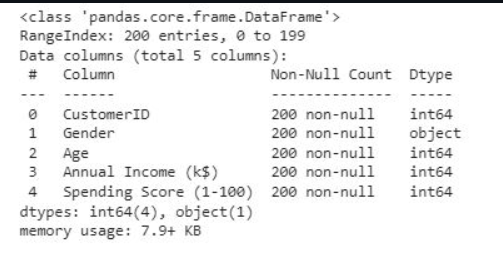 <class 'pandas.core.frame.DataFrame'>
RangeIndex: 200 entries, 0 to 199
Data columns (total 5 columns):
 #   Column                  Non-Null Count  Dtype
---  ------                  --------------  -----
 0   CustomerID              200 non-null    int64
 1   Gender                  200 non-null    object
 2   Age                     200 non-null    int64
 3   Annual Income (k$)      200 non-null    int64
 4   Spending Score (1-100)  200 non-null    int64
dtypes: int64(4), object(1)
memory usage: 7.9+ KB